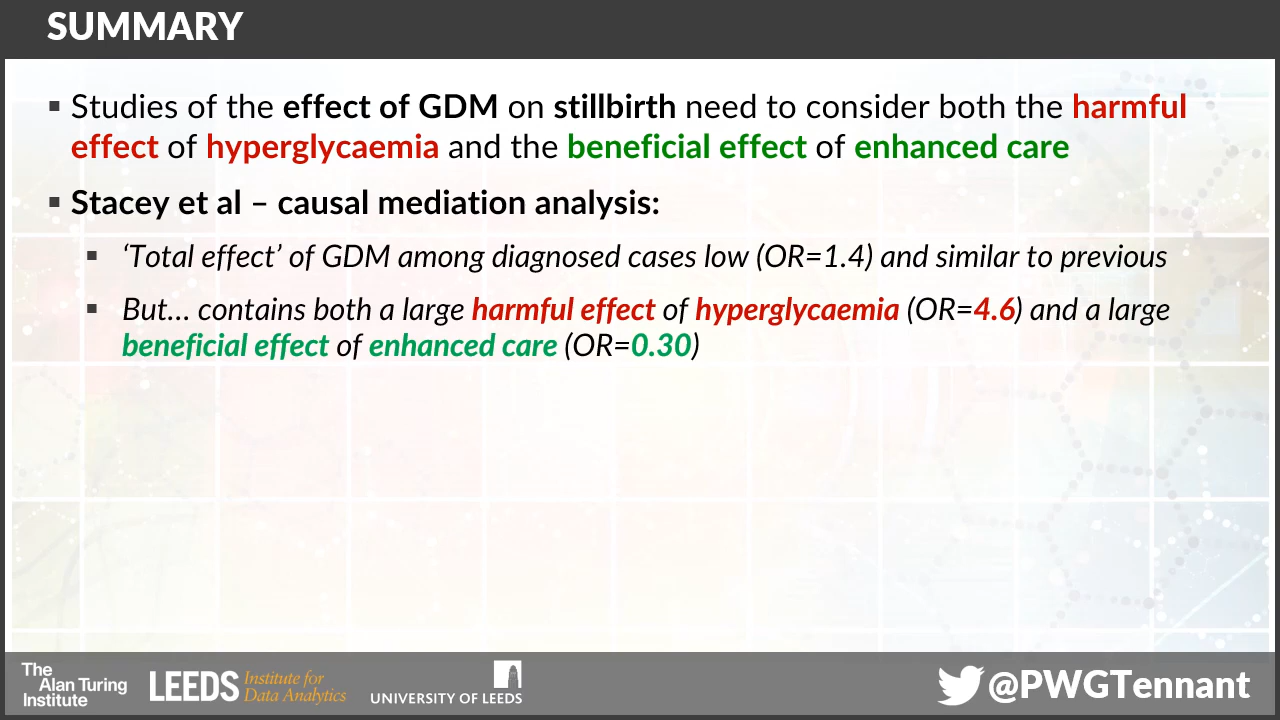 SUMMARY
▪ Studies of the effect of GDM on stillbirth need to consider both the harmful
effect of hyperglycaemia and the beneficial effect of enhanced care
▪ Stacey et al – causal mediation analysis:
▪ ‘Total effect’ of GDM among diagnosed cases low (OR=1.4) and similar to previous
▪ But... contains both a large harmful effect of hyperglycaemia (OR=4.6) and a large
beneficial effect of enhanced care (OR=0.30)
The
Alan Turing
Institute
LEEDS Institute for
Data Analytics
UNIVERSITY OF LEEDS
@PWGTennant